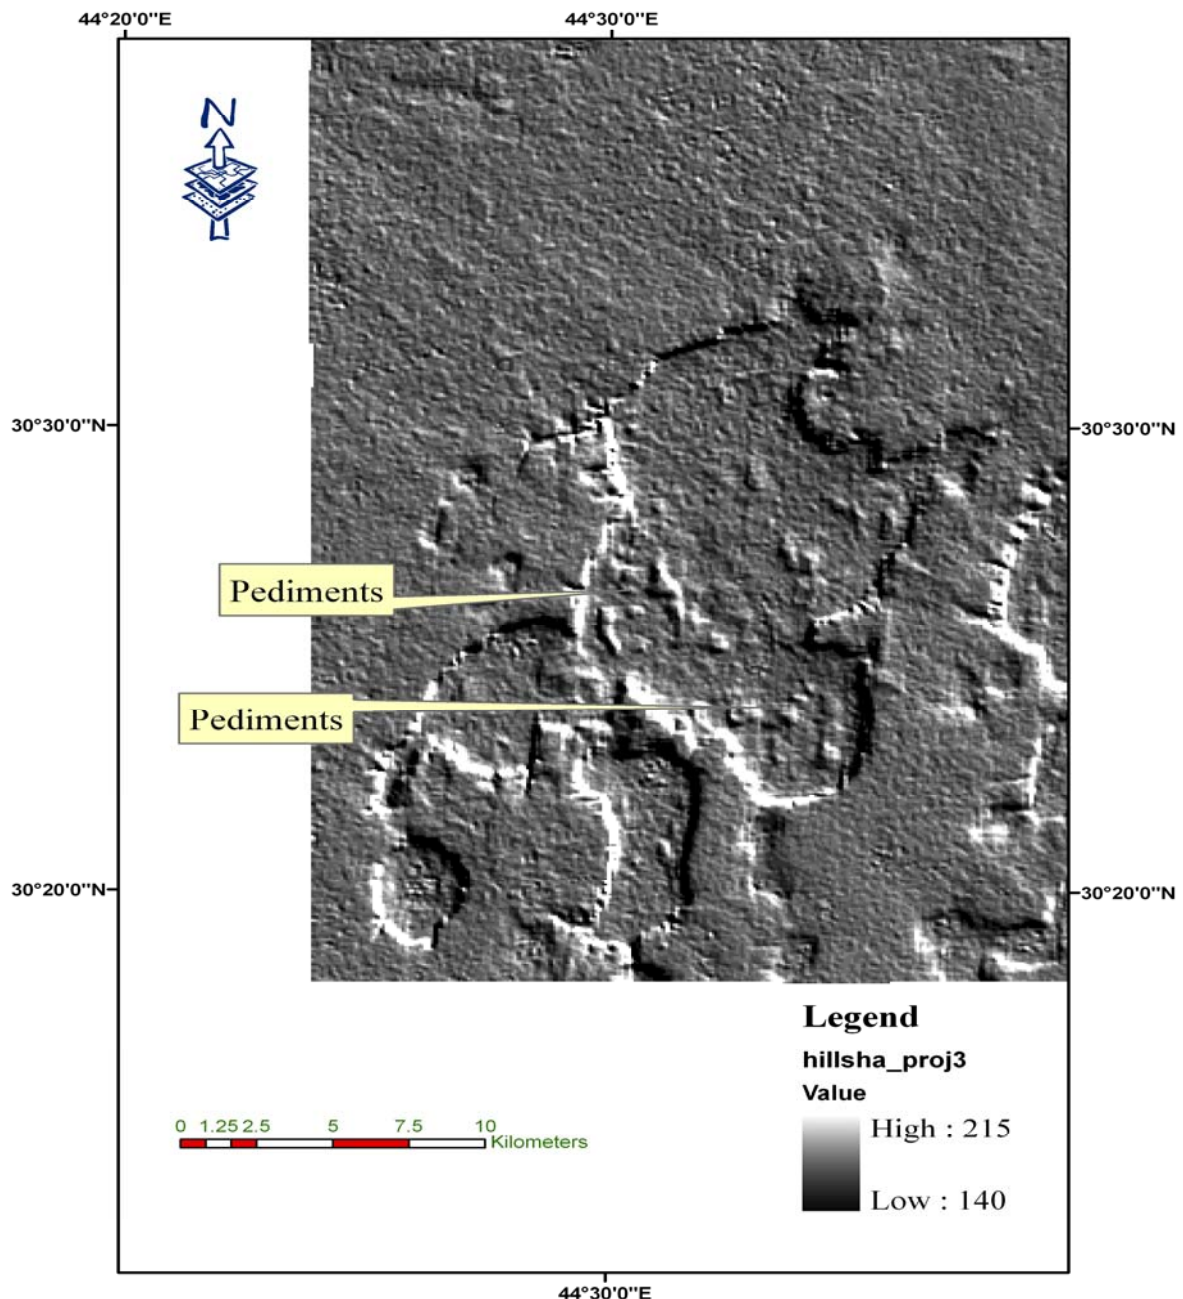 44°20'0"E
44°30'0"E
N
30°30'0"N
30°30'0"N
Pediments
Pediments
30°20'0"N
30°20'0"N
Legend
hillsha_proj3
Value
High : 215
Low : 140
0 1.25 2.5 5 7.5 10
Kilometers
44°30'0"E